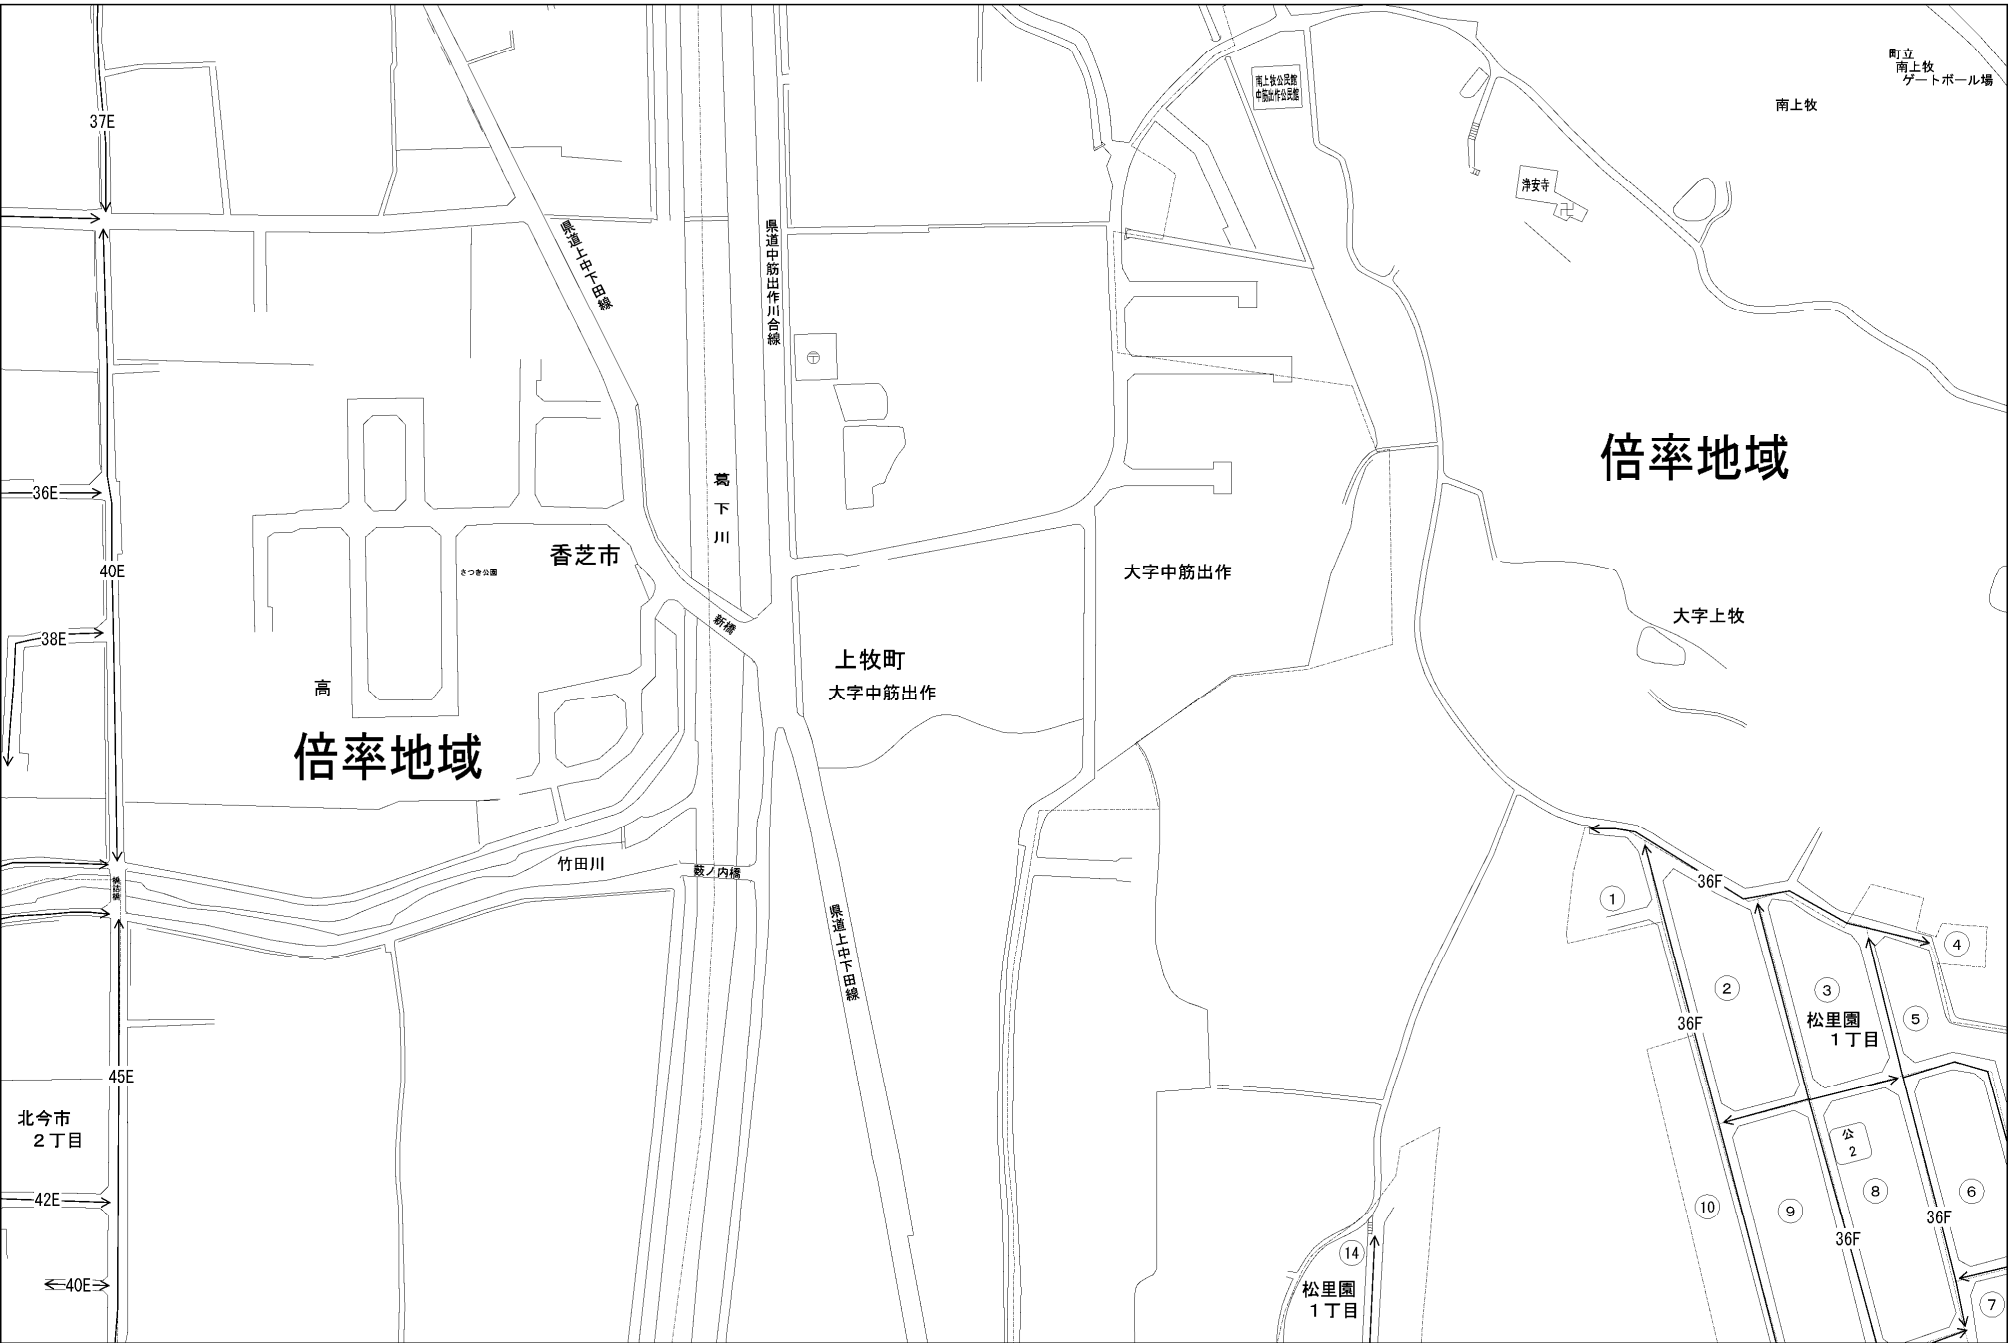 町立
南上牧
ゲートボール場
南上牧
南上牧公民館
中筋出作公民館
37E
浄安寺
県道上中下田線
県道中筋出作川合線
倍率地域
36E
葛下川
香芝市
40E
さつき公園
大字中筋出作
大字上牧
新橋
38E
上牧町
大字中筋出作
高
倍率地域
竹田川
薮ノ内橋
36F
①
④
県道上中下田線
②
③
松里園
1丁目
⑤
36F
45E
北今市
2丁目
公
2
42E
⑩
⑨
⑧
⑥
36F
36F
⑭
40E
松里園
1丁目
⑦